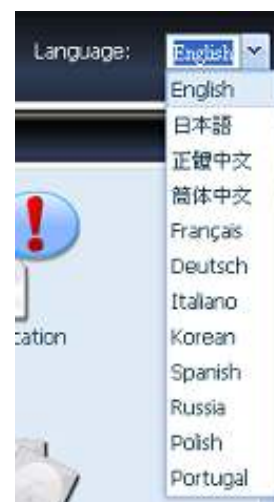 Language: English
English
日本語
正體中文
简体中文
Français
Deutsch
Italiano
cation
Korean
Spanish
Russia
Polish
Portugal